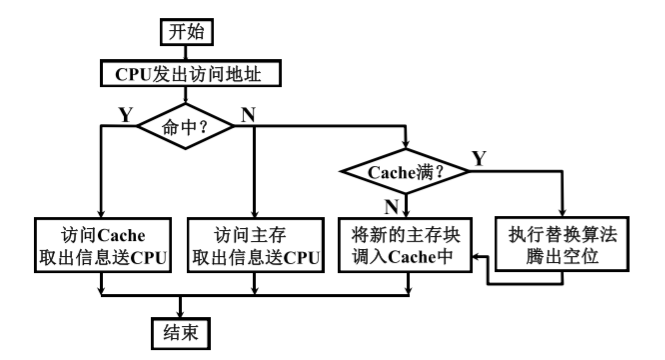 开始
CPU发出访问地址
Y
命中？
N
Cache满？
Y
N
访问Cache
取出信息送CPU
访问主存
取出信息送CPU
将新的主存块
调入Cache中
执行替换算法
腾出空位
结束